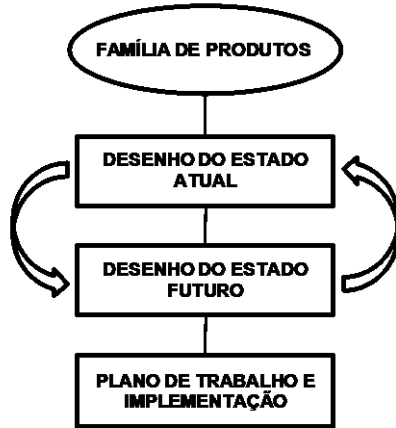 FAMÍLIA DE PRODUTOS
DESENHO DO ESTADO
ATUAL
DESENHO DO ESTADO
FUTURO
PLANO DE TRABALHO E
IMPLEMENTAÇÃO